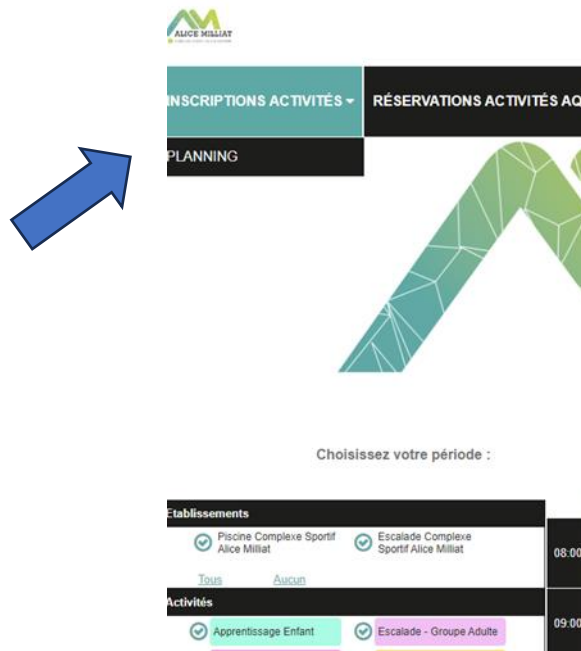 ALICE MILLIAT
INSCRIPTIONS ACTIVITÉS
RÉSERVATIONS ACTIVITÉS AQ
PLANNING
Choisissez votre période :
Etablissements
Piscine Complexe Sportif
Alice Milliat
Escalade Complexe
Sportif Alice Milliat
Tous
Aucun
Activités
Apprentissage Enfant
Escalade - Groupe Adulte
08:00
09:00